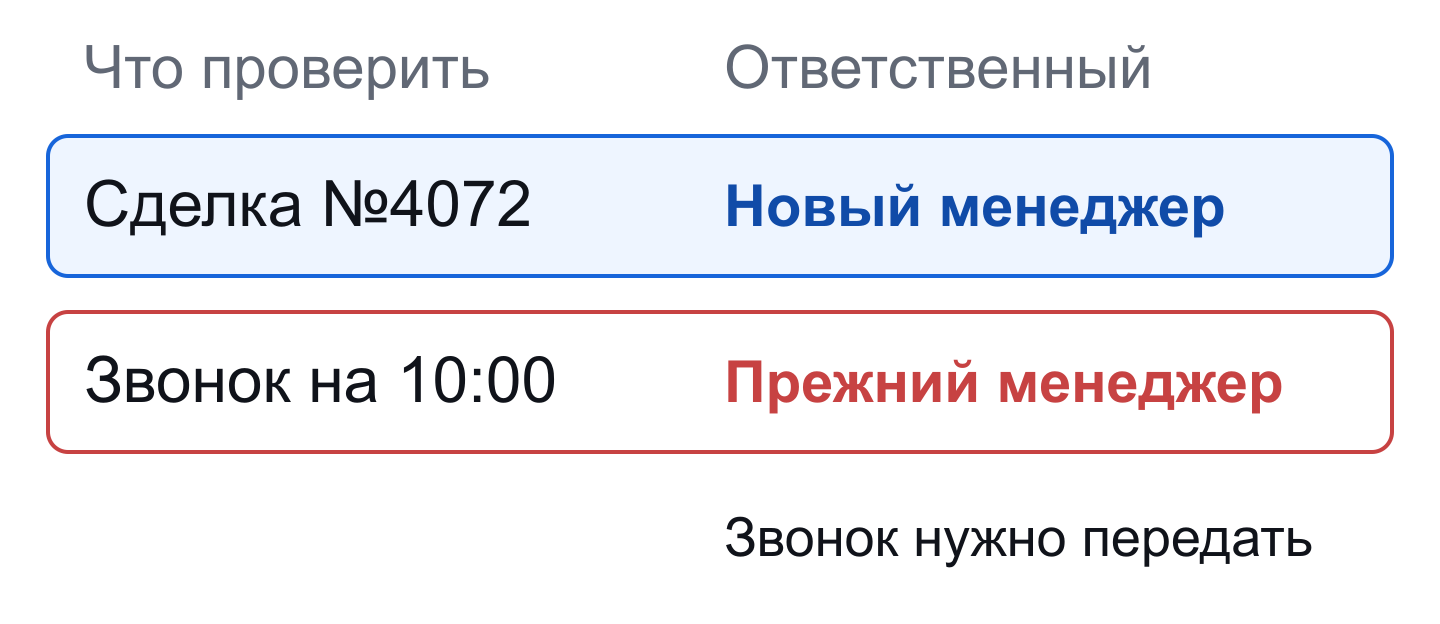 Что проверить Ответственный
Сделка №4072 Новый менеджер
Звонок на 10:00 Прежний менеджер
Звонок нужно передать